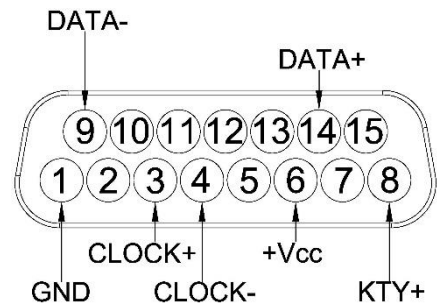 DATA-
DATA+
9 10 11 12 13 14 15
1 2 3 4 5 6 7 8
CLOCK+ +Vcc
GND CLOCK- KTY+